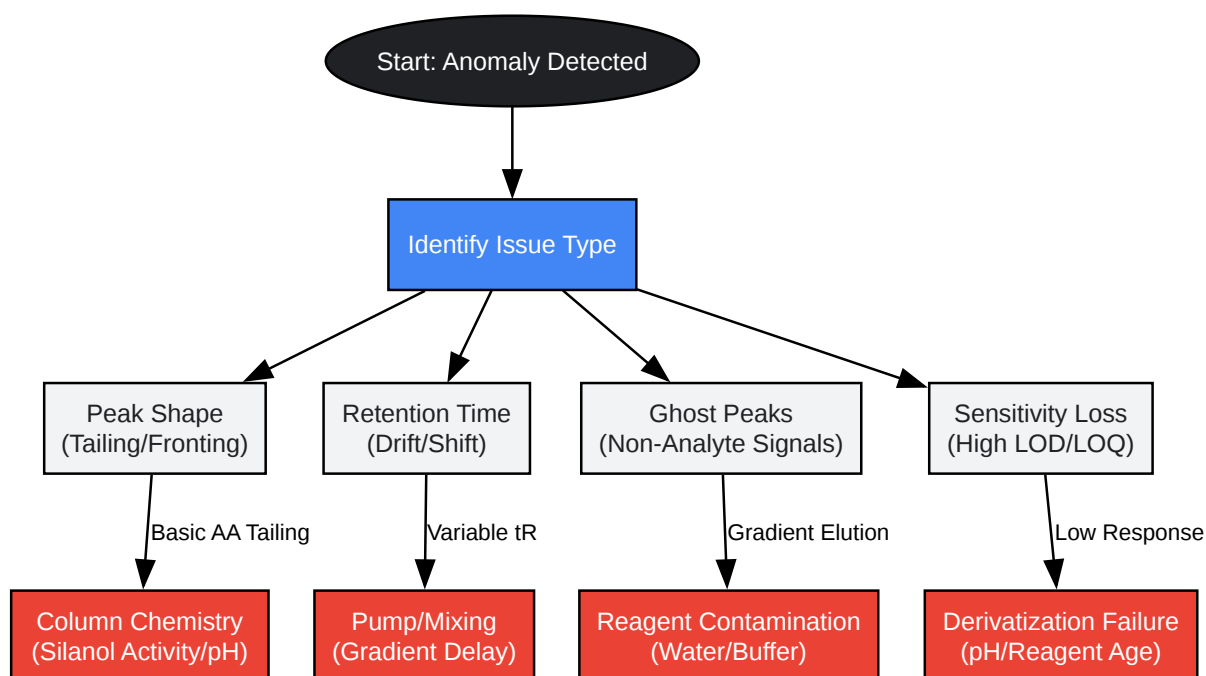 Start: Anomaly Detected
Identify Issue Type
Peak Shape
(Tailing/Fronting)
Retention Time
(Drift/Shift)
Ghost Peaks
(Non-Analyte Signals)
Sensitivity Loss
(High LOD/LOQ)
Basic AA Tailing
Variable tR
Gradient Elution
Low Response
Column Chemistry
(Silanol Activity/pH)
Pump/Mixing
(Gradient Delay)
Reagent Contamination
(Water/Buffer)
Derivatization Failure
(pH/Reagent Age)